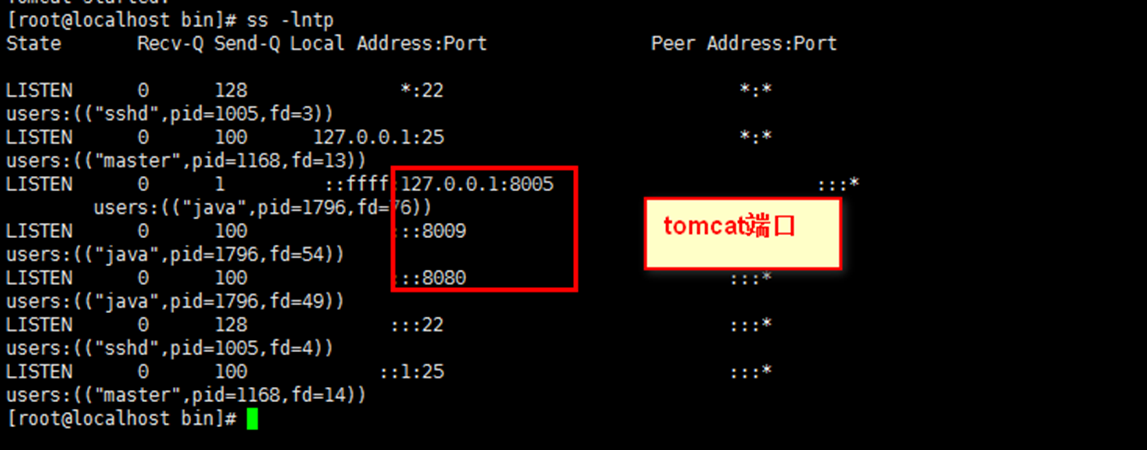 Tomcat started.
[root@localhost bin]# ss -lntp
State Recv-Q Send-Q Local Address:Port Peer Address:Port
LISTEN 0 128 *:22 *:*
users:(("sshd",pid=1005,fd=3))
LISTEN 0 100 127.0.0.1:25 *:*
users:(("master",pid=1168,fd=13))
LISTEN 0 1 ::ffff:127.0.0.1:8005 :::*
users:(("java",pid=1796,fd=76))
LISTEN 0 100 :::8009
tomcat端口
users:(("java",pid=1796,fd=54))
LISTEN 0 100 :::8080 :::*
users:(("java",pid=1796,fd=49))
LISTEN 0 128 :::22 :::*
users:(("sshd",pid=1005,fd=4))
LISTEN 0 100 ::1:25 :::*
users:(("master",pid=1168,fd=14))
[root@localhost bin]#